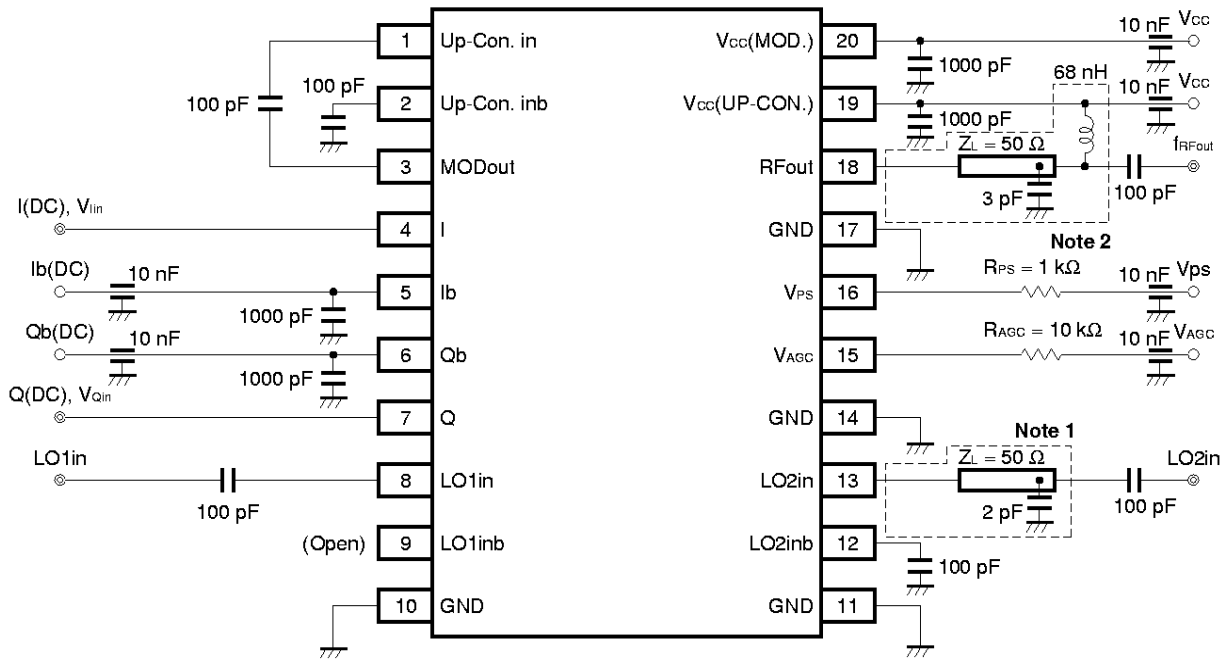 10 nF VCC
1 Up-Con. in VCC(MOD.) 20
1000 pF
68 nH
100 pF
100 pF
10 nF VCC
2 Up-Con. inb VCC(UP-CON.) 19
1000 pF
ZL = 50 Ω
fRFout
3 MODout RFout 18
3 pF
100 pF
I(DC), VIin
4 I GND 17
Note 2
Ib(DC)
10 nF
RPS = 1 kΩ
10 nF Vps
5 Ib VPS 16
1000 pF
Qb(DC)
10 nF
RAGC = 10 kΩ
10 nF VAGC
6 Qb VAGC 15
1000 pF
Q(DC), VQin
7 Q GND 14
Note 1
LO1in
ZL = 50 Ω
LO2in
8 LO1in LO2in 13
100 pF
2 pF
100 pF
(Open) 9 LO1inb LO2inb 12
100 pF
10 GND GND 11